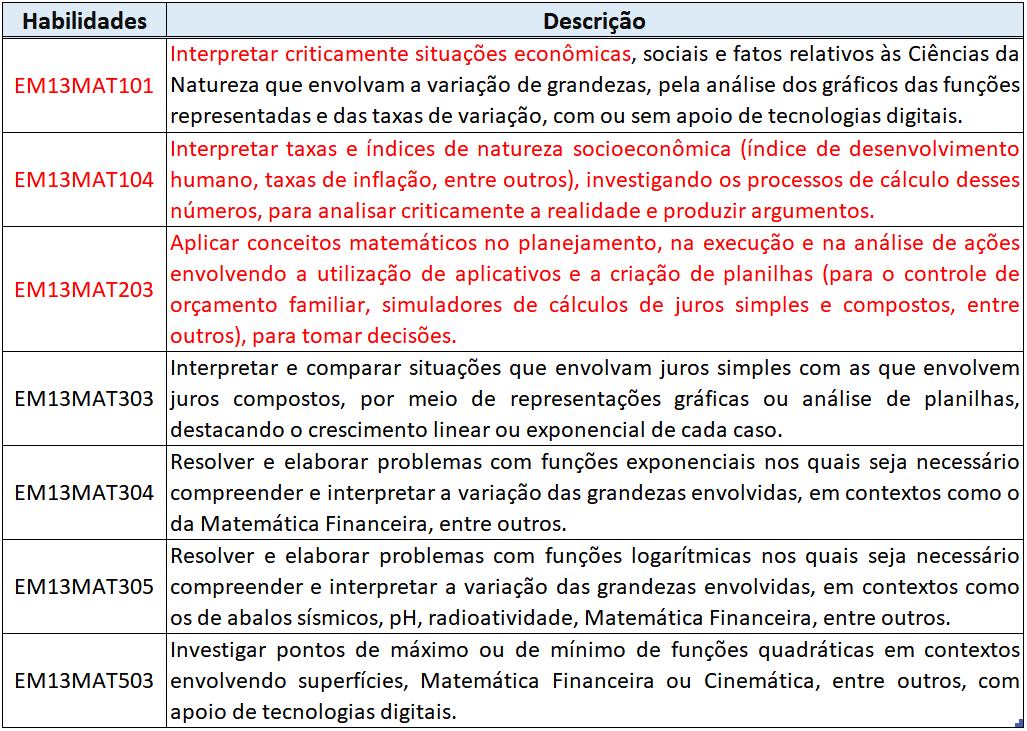 Habilidades Descrição
Interpretar criticamente situações econômicas, sociais e fatos relativos às Ciências da
EM13MAT101 Natureza que envolvam a variação de grandezas, pela análise dos gráficos das funções
representadas e das taxas de variação, com ou sem apoio de tecnologias digitais.
Interpretar taxas e índices de natureza socioeconômica (índice de desenvolvimento
EM13MAT104 humano, taxas de inflação, entre outros), investigando os processos de cálculo desses
números, para analisar criticamente a realidade e produzir argumentos.
Aplicar conceitos matemáticos no planejamento, na execução e na análise de ações
envolvendo a utilização de aplicativos e a criação de planilhas (para o controle de
EM13MAT203 orçamento familiar, simuladores de cálculos de juros simples e compostos, entre
outros), para tomar decisões.
Interpretar e comparar situações que envolvam juros simples com as que envolvem
EM13MAT303 juros compostos, por meio de representações gráficas ou análise de planilhas,
destacando o crescimento linear ou exponencial de cada caso.
Resolver e elaborar problemas com funções exponenciais nos quais seja necessário
EM13MAT304 compreender e interpretar a variação das grandezas envolvidas, em contextos como o
da Matemática Financeira, entre outros.
Resolver e elaborar problemas com funções logarítmicas nos quais seja necessário
EM13MAT305 compreender e interpretar a variação das grandezas envolvidas, em contextos como
os de abalos sísmicos, pH, radioatividade, Matemática Financeira, entre outros.
Investigar pontos de máximo ou de mínimo de funções quadráticas em contextos
EM13MAT503 envolvendo superfícies, Matemática Financeira ou Cinemática, entre outros, com
apoio de tecnologias digitais.